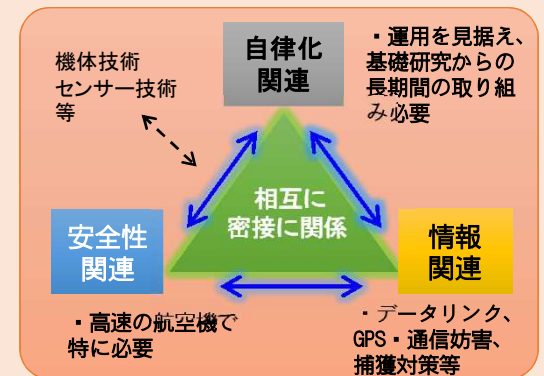 自律化
関連
・運用を見据え、
基礎研究からの
長期間の取り組
み必要
機体技術
センサー技術
等
相互に
密接に関係
安全性
関連
情報
関連
・高速の航空機で
特に必要
・データリンク、
GPS・通信妨害、
捕獲対策等